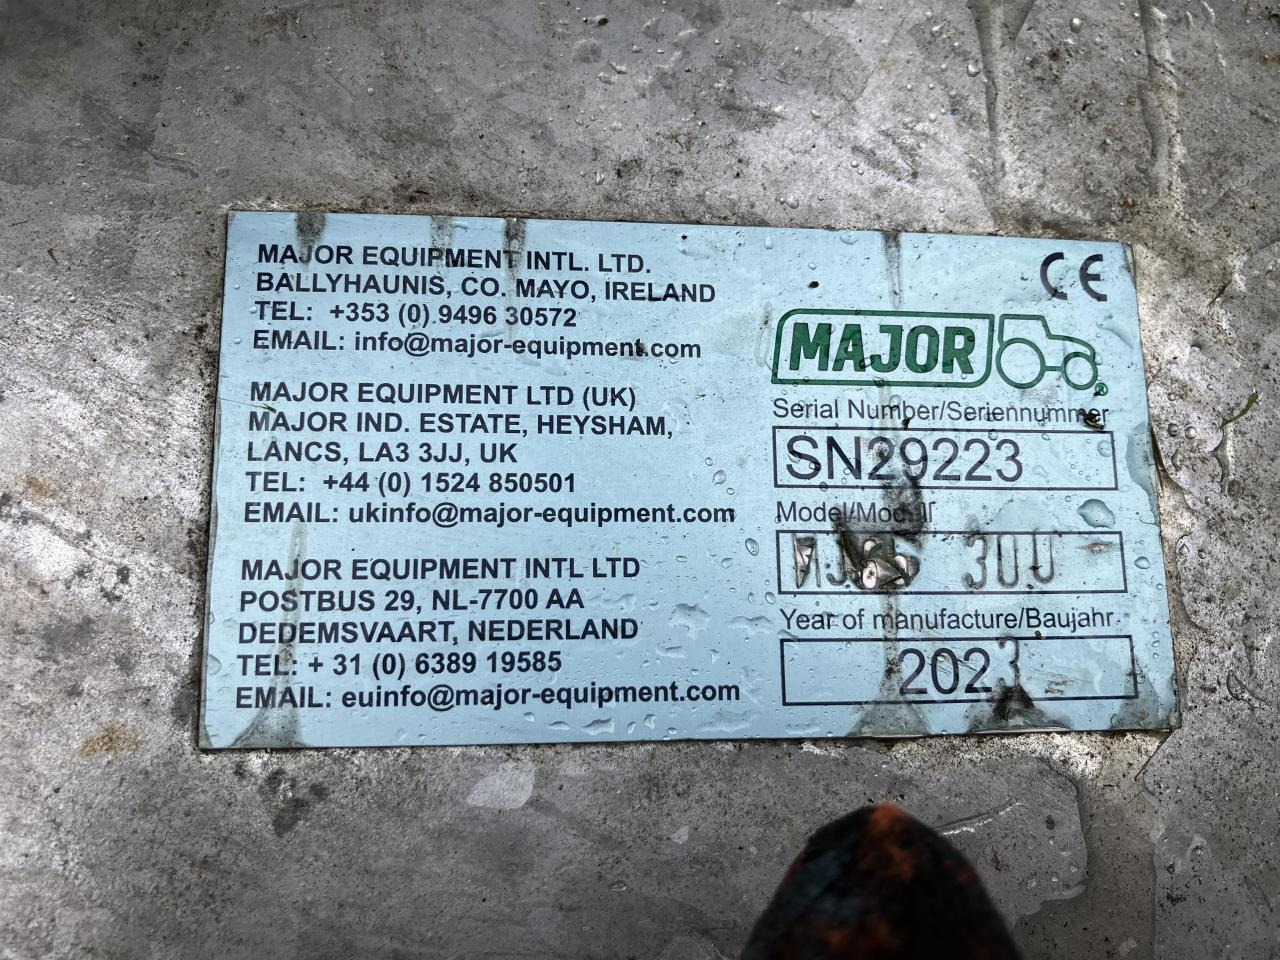 MAJOR EQUIPMENT INTL. LTD.
BALLYHAUNIS, CO. MAYO, IRELAND
TEL: +353 (0) 9496 30572
EMAIL: info@major-equipment.com
MAJOR EQUIPMENT LTD (UK)
MAJOR IND. ESTATE, HEYSHAM,
LANCS, LA3 3JJ, UK
TEL: +44 (0) 1524 850501
EMAIL: ukinfo@major-equipment.com
MAJOR EQUIPMENT INTL LTD
POSTBUS 29, NL-7700 AA
DEDEMSVAART, NEDERLAND
TEL: + 31 (0) 6389 19585
EMAIL: euinfo@major-equipment.com
CE
MAJOR
®
Serial Number/Seriennummer
SN29223
Model/Modell
300
Year of manufacture/Baujahr
2023